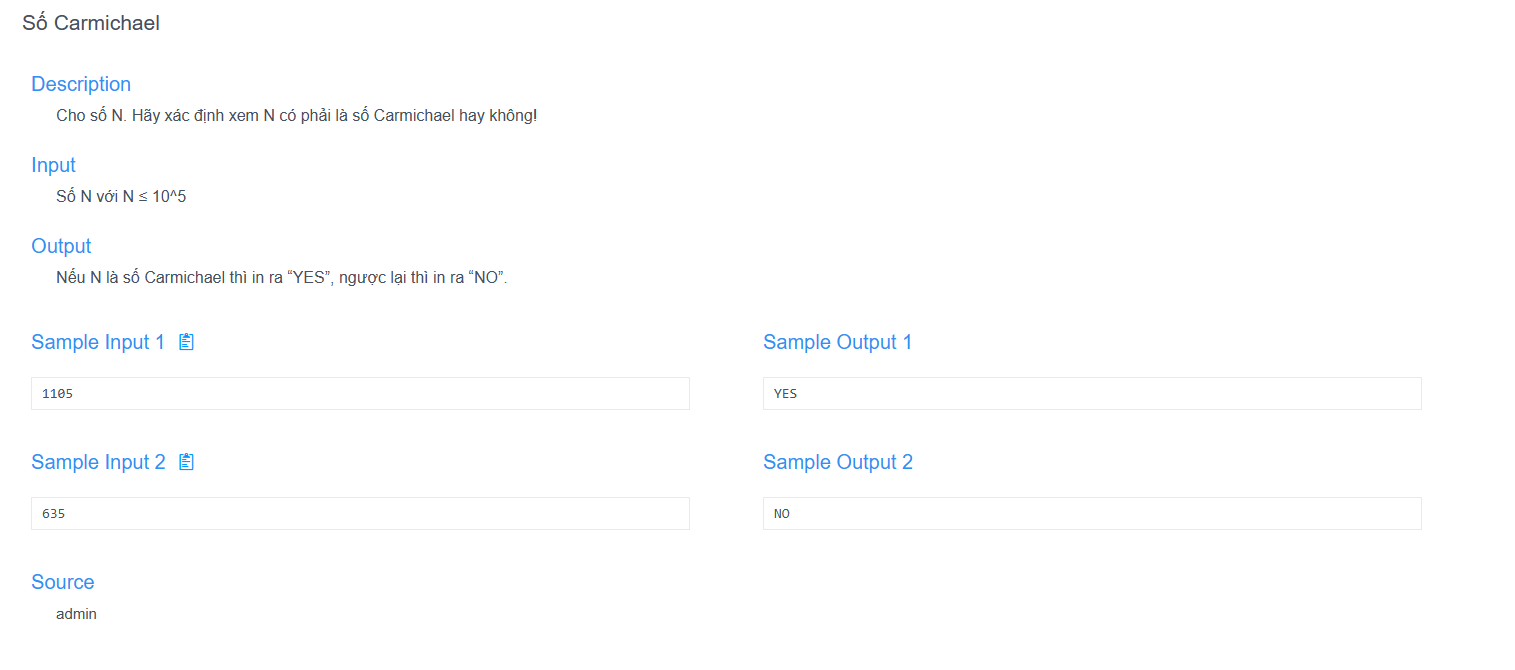 Số Carmichael
Description
Cho số N. Hãy xác định xem N có phải là số Carmichael hay không!
Input
Số N với N ≤ 10^5
Output
Nếu N là số Carmichael thì in ra “YES”, ngược lại thì in ra “NO”.
Sample Input 1
Sample Output 1
1105
YES
Sample Input 2
Sample Output 2
635
NO
Source
admin